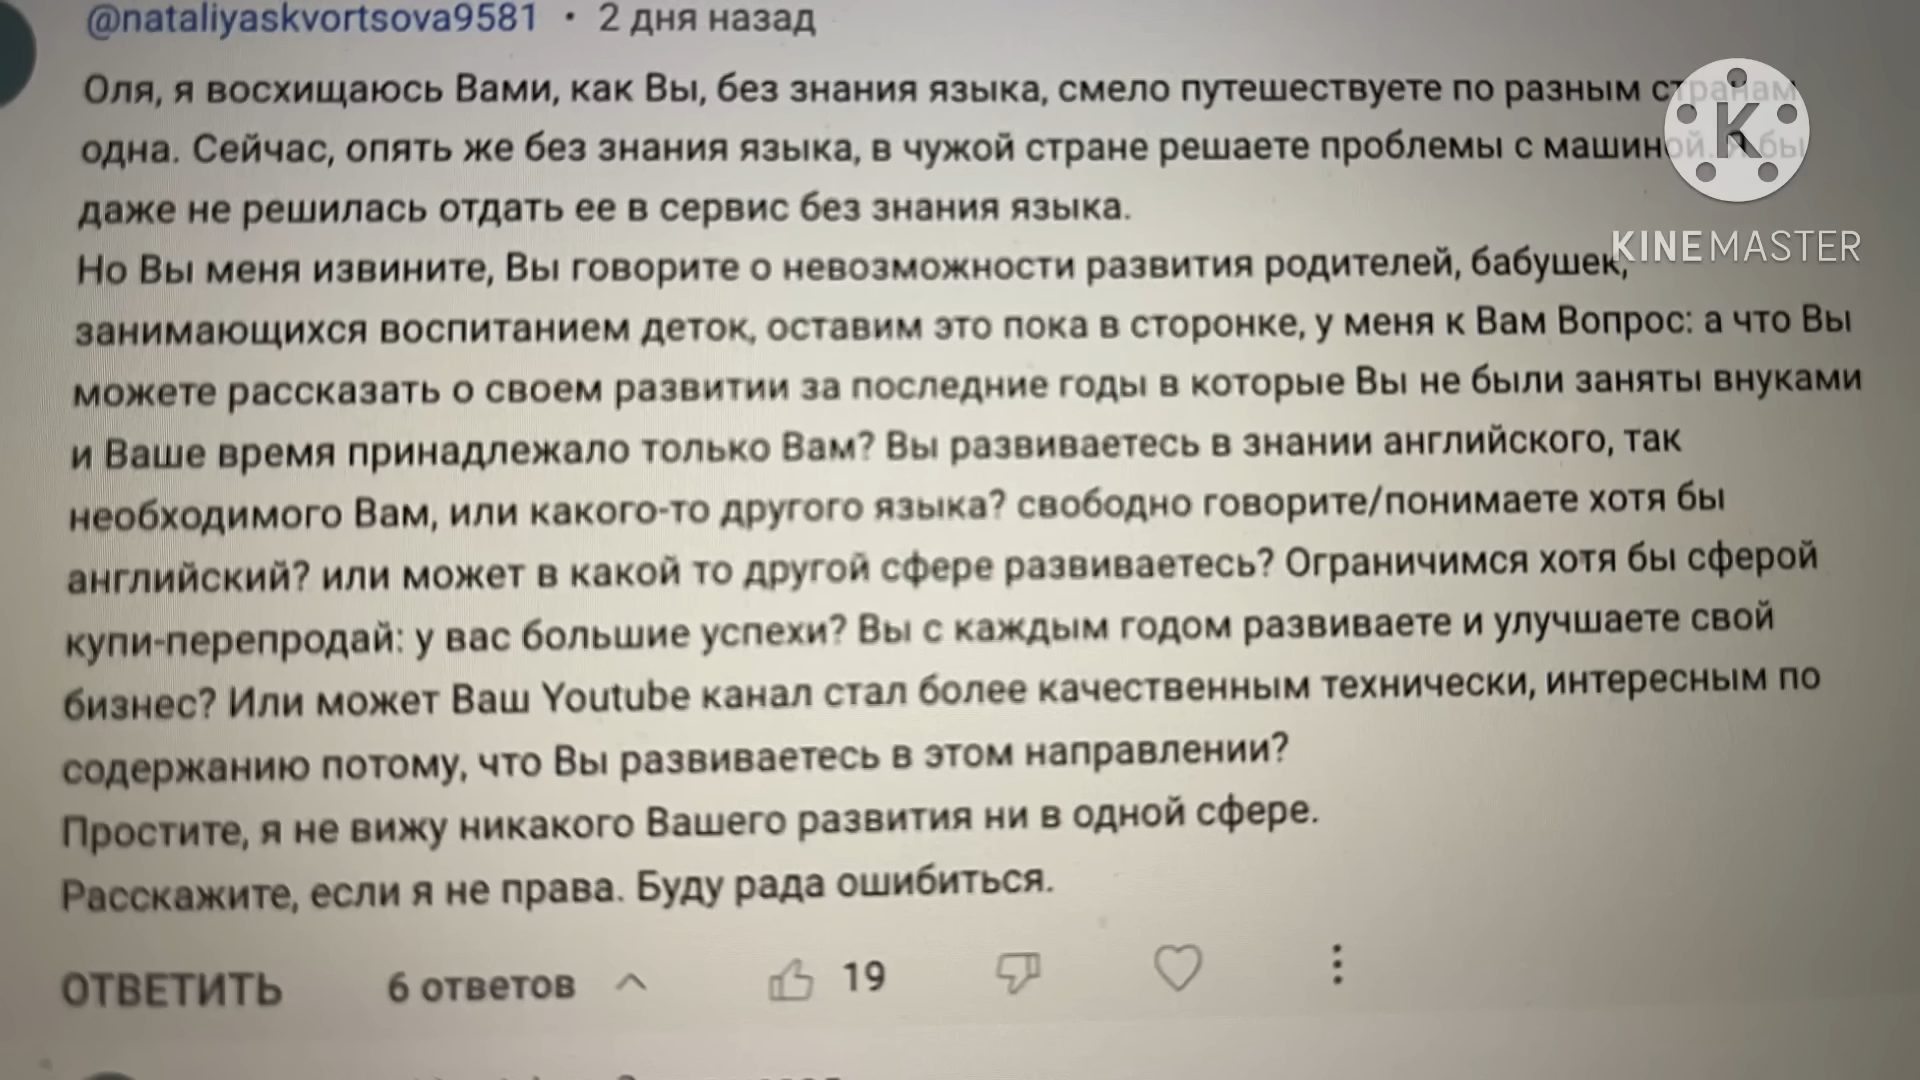 @nataliyaskvortsova9581 • 2 дня назад
Оля, я восхищаюсь Вами, как Вы, без знания языка, смело путешествуете по разным странам
одна. Сейчас, опять же без знания языка, в чужой стране решаете проблемы с машиной. Я бы
даже не решилась отдать ее в сервис без знания языка.
Но Вы меня извините, Вы говорите о невозможности развития родителей, бабушек,
занимающихся воспитанием деток, оставим это пока в сторонке, у меня к Вам Вопрос: а что Вы
можете рассказать о своем развитии за последние годы в которые Вы не были заняты внуками
и Ваше время принадлежало только Вам? Вы развиваетесь в знании английского, так
необходимого Вам, или какого-то другого языка? свободно говорите/понимаете хотя бы
английский? или может в какой то другой сфере развиваетесь? Ограничимся хотя бы сферой
купи-перепродай: у вас большие успехи? Вы с каждым годом развиваете и улучшаете свой
бизнес? Или может Ваш Youtube канал стал более качественным технически, интересным по
содержанию потому, что Вы развиваетесь в этом направлении?
Простите, я не вижу никакого Вашего развития ни в одной сфере.
Расскажите, если я не права. Буду рада ошибиться.
ОТВЕТИТЬ 6 ответов 19
K
KINEMASTER